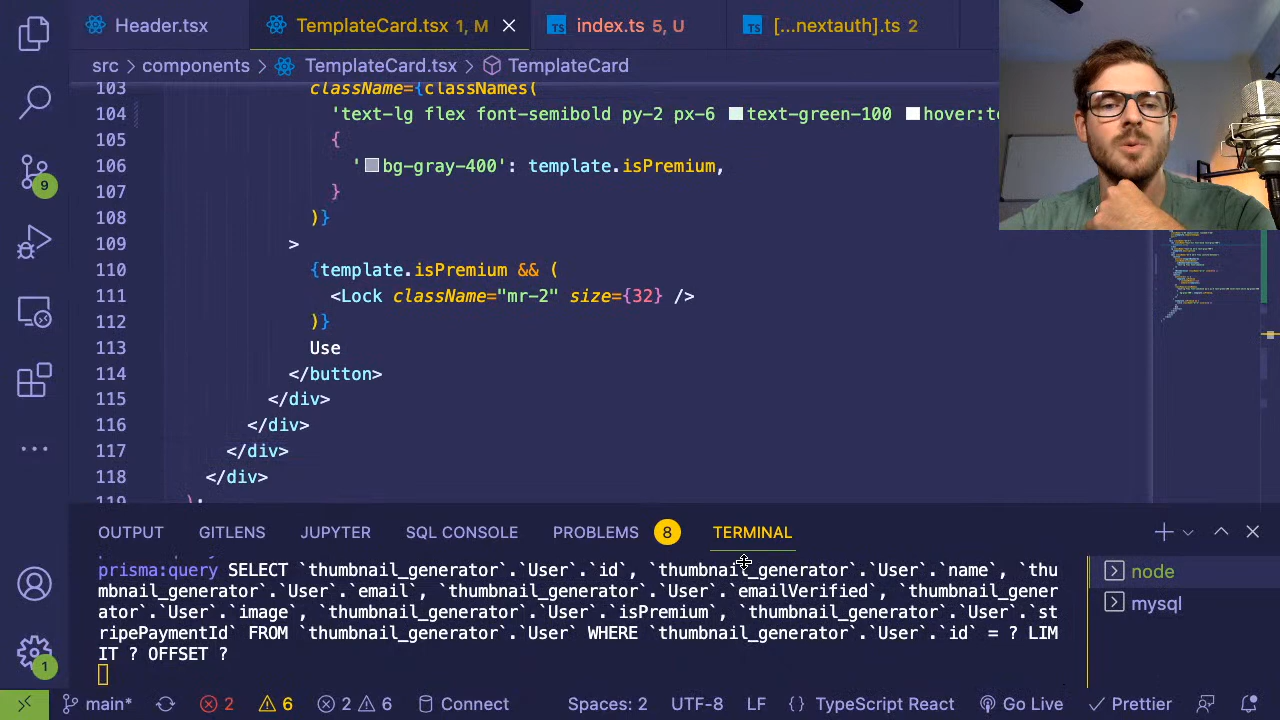 Header.tsx
TemplateCard.tsx 1, M
index.ts 5, U
[...nextauth].ts 2
src > components > TemplateCard.tsx > TemplateCard
103 className={classNames(
104 'text-lg flex font-semibold py-2 px-6 text-green-100 hover:te
105 {
106 'bg-gray-400': template.isPremium,
107 }
108 )}
109 >
110 {template.isPremium && (
111 <Lock className="mr-2" size={32} />
112 )}
113 Use
114 </button>
115 </div>
116 </div>
117 </div>
118 </div>
119 );
9
1
OUTPUT GITLENS JUPYTER SQL CONSOLE PROBLEMS 8 TERMINAL
prisma:query SELECT `thumbnail_generator`.`User`.`id`, `thumbnail_generator`.`User`.`name`, `thu
mbnail_generator`.`User`.`email`, `thumbnail_generator`.`User`.`emailVerified`, `thumbnail_gener
ator`.`User`.`image`, `thumbnail_generator`.`User`.`isPremium`, `thumbnail_generator`.`User`.`st
ripePaymentId` FROM `thumbnail_generator`.`User` WHERE `thumbnail_generator`.`User`.`id` = ? LIM
IT ? OFFSET ?
node
mysql
main* 2 6 2 6 Connect Spaces: 2 UTF-8 LF {} TypeScript React Go Live Prettier